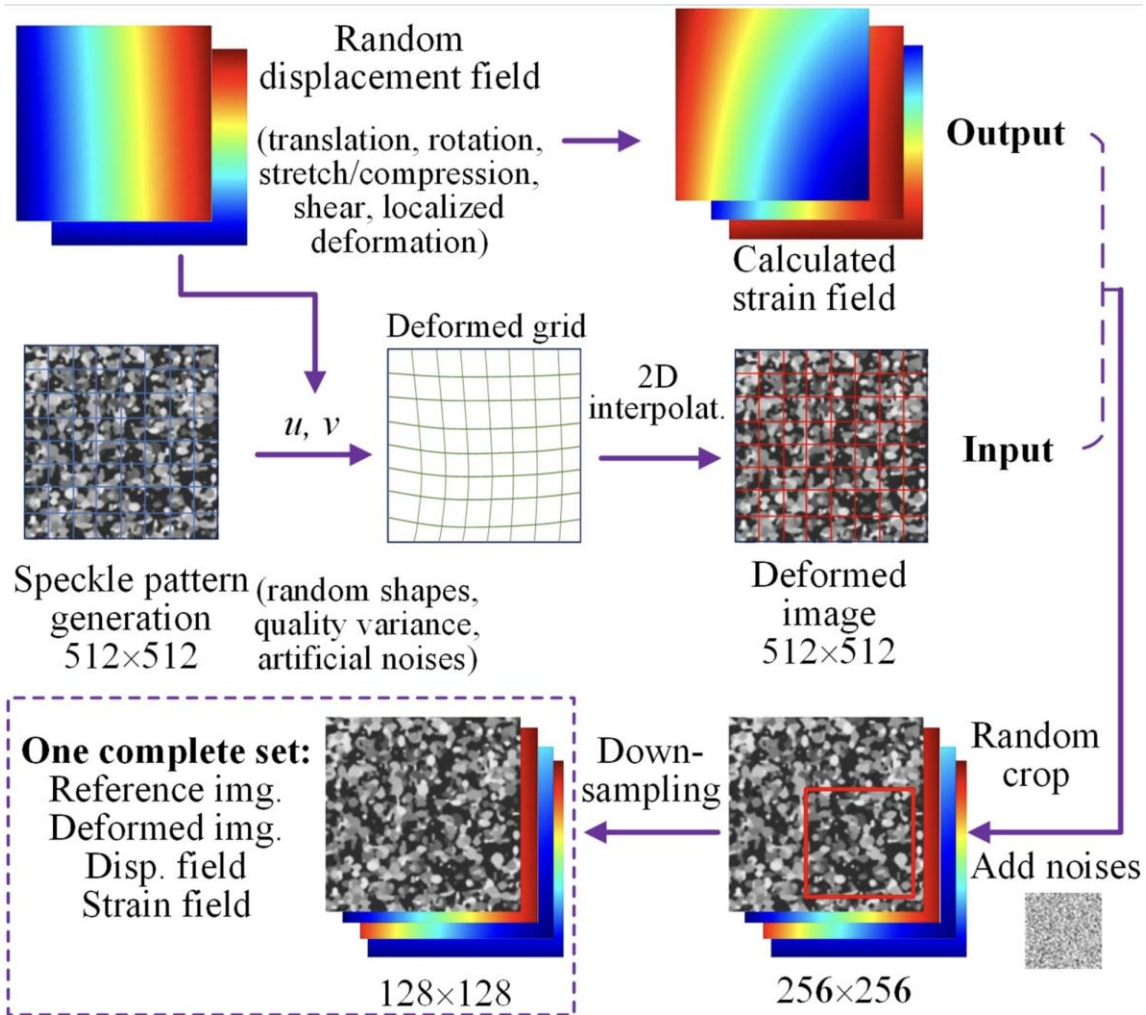 Random
displacement field
(translation, rotation,
stretch/compression,
shear, localized
deformation)
Output
Calculated
strain field
Deformed grid
u, v
2D
interpolat.
Input
Speckle pattern
generation
512×512
(random shapes,
quality variance,
artificial noises)
Deformed
image
512×512
One complete set:
Reference img.
Deformed img.
Disp. field
Strain field
128×128
Down-
sampling
256×256
Random
crop
Add noises